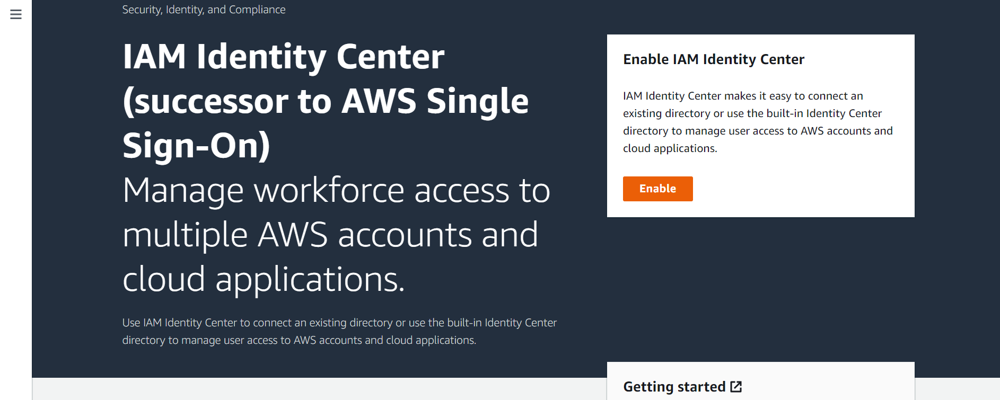 Security, Identity, and Compliance
IAM Identity Center
(successor to AWS Single
Sign-On)
Manage workforce access to
multiple AWS accounts and
cloud applications.
Use IAM Identity Center to connect an existing directory or use the built-in Identity Center
directory to manage user access to AWS accounts and cloud applications.
Enable IAM Identity Center
IAM Identity Center makes it easy to connect an
existing directory or use the built-in Identity Center
directory to manage user access to AWS accounts and
cloud applications.
Enable
Getting started